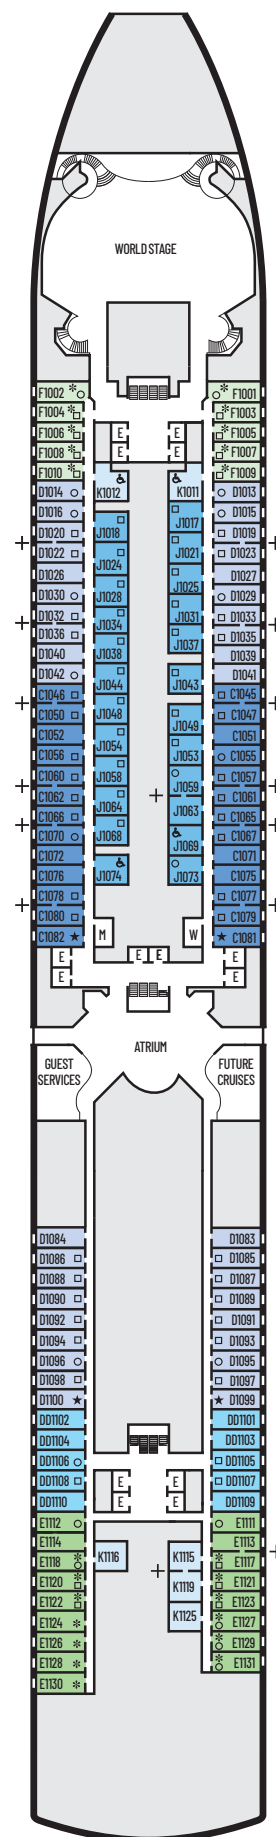 WORLD STAGE
F1002 F1001
F1004 F1003
F1006 E E F1005
F1008 F1007
F1010 E E F1009
D1014 K1012 K1011 D1013
D1016 J1017 D1015
D1020 J1018 D1019
D1022 J1021 D1023
D1026 J1024 J1025 D1027
D1030 J1028 D1029
D1032 J1034 J1031 D1033
D1036 J1037 D1035
D1040 J1038 D1039
D1042 J1044 J1043 D1041
C1046 C1045
C1050 J1048 J1049 C1047
C1052 J1054 C1051
C1056 J1053 C1055
C1060 J1058 J1059 C1057
C1062 J1064 J1063 C1061
C1066 C1065
C1070 J1068 J1069 C1067
C1072 C1071
C1076 J1074 J1073 C1075
C1078 C1077
C1080 C1079
C1082 M W C1081
E E E E
E E
ATRIUM
GUEST
SERVICES
FUTURE
CRUISES
D1084 D1083
D1086 D1085
D1088 D1087
D1090 D1089
D1092 D1091
D1094 D1093
D1096 D1095
D1098 D1097
D1100 D1099
DD1102 DD1101
DD1104 DD1103
DD1106 DD1105
DD1108 E E DD1107
DD1110 E E DD1109
E1112 E1111
E1114 E1113
E1118 K1116 K1115 E1117
E1120 K1119 E1121
E1122 E1123
E1124 K1125 E1127
E1126 E1129
E1128 E1131
E1130